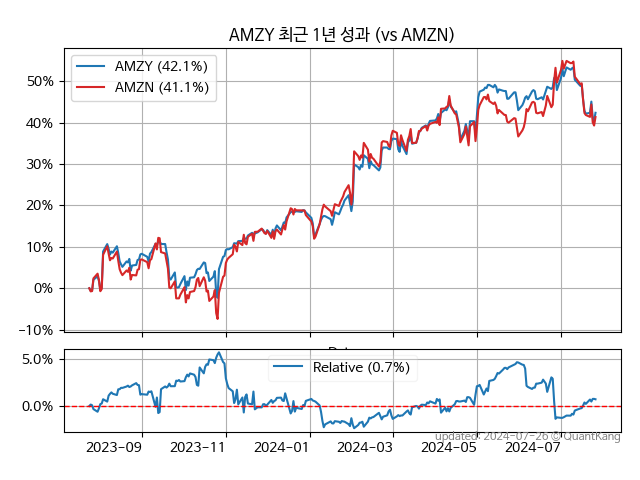 AMZY 최근 1년 성과 (vs AMZN)
AMZY (42.1%)
AMZN (41.1%)
50%
40%
30%
20%
10%
0%
−10%
Relative (0.7%)
5.0%
0.0%
2023-09 2023-11 2024-01 2024-03 2024-05 2024-07
updated: 2024-07-26 © QuantKang